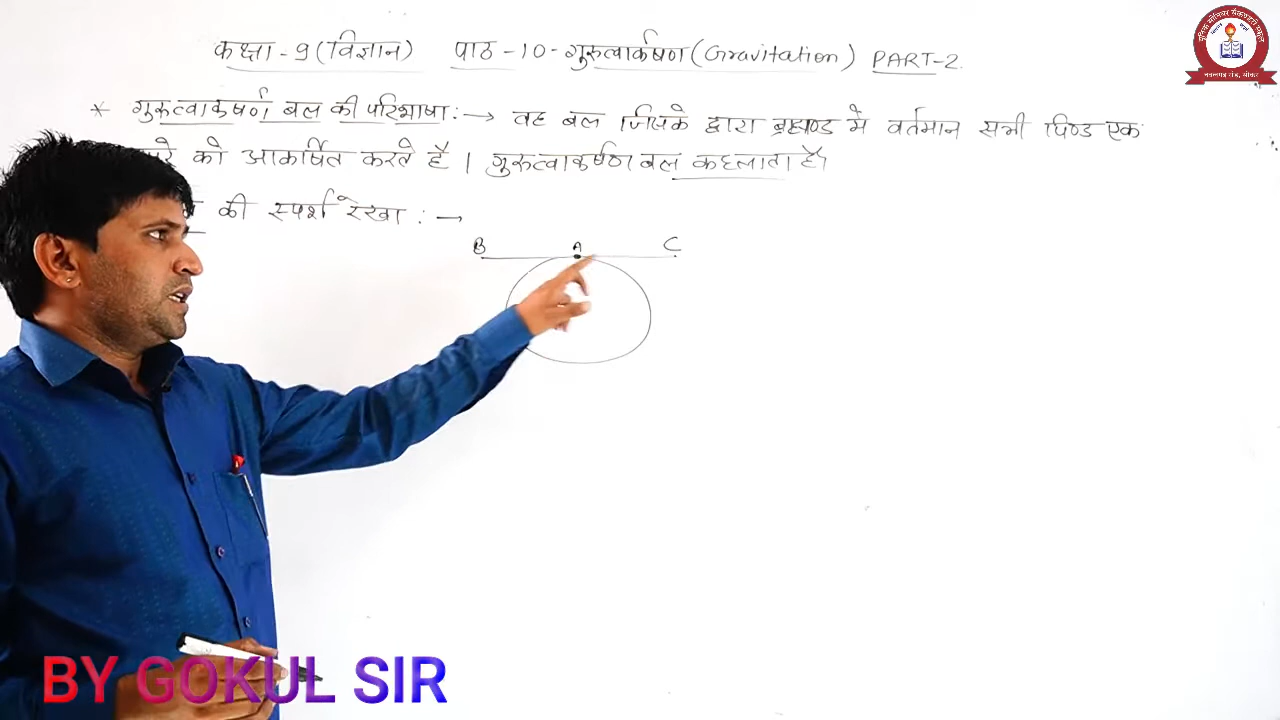 कक्षा - 9 (विज्ञान) पाठ - 10 - गुरुत्वाकर्षण (Gravitation) PART-2
* गुरुत्वाकर्षण बल की परिभाषा :- → वह बल जिसके द्वारा ब्रह्माण्ड मे वर्तमान सभी पिण्ड एक
को आकर्षित करते है । गुरुत्वाकर्षण बल कहलाता है।
की स्पर्श रेखा : →
B A C
BY GOKUL SIR